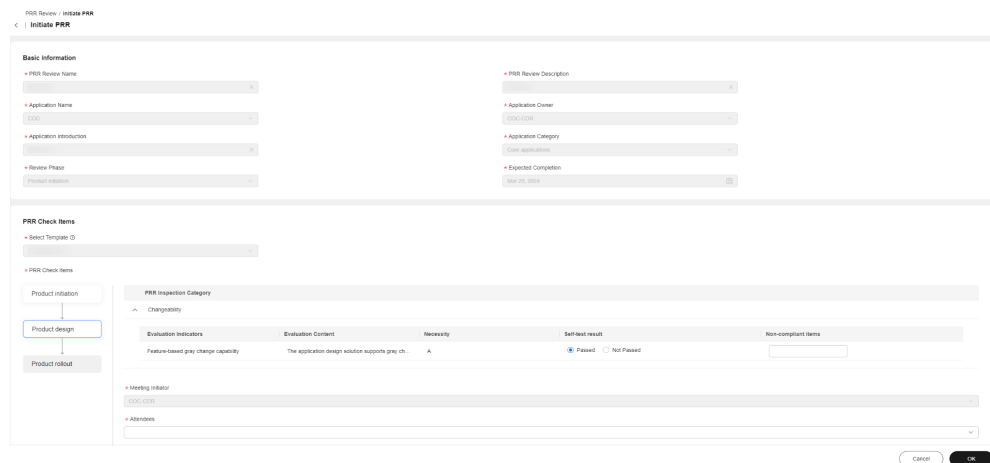 PRR Review / Initiate PRR
< | Initiate PRR
Basic Information
* PRR Review Name
* PRR Review Description
* Application Name
* Application Owner
COC
COC-CDR
* Application Introduction
* Application Category
Core applications
* Review Phase
* Expected Completion
Product initiation
Mar 20, 2024
PRR Check Items
* Select Template
* PRR Check Items
Product initiation
Product design
Product rollout
PRR Inspection Category
Changeability
Evaluation Indicators Evaluation Content Necessity Self-test result Non-compliant items
Feature-based gray change capability The application design solution supports gray ch... A Passed Not Passed
* Meeting Initiator
COC-CDR
* Attendees
Cancel OK